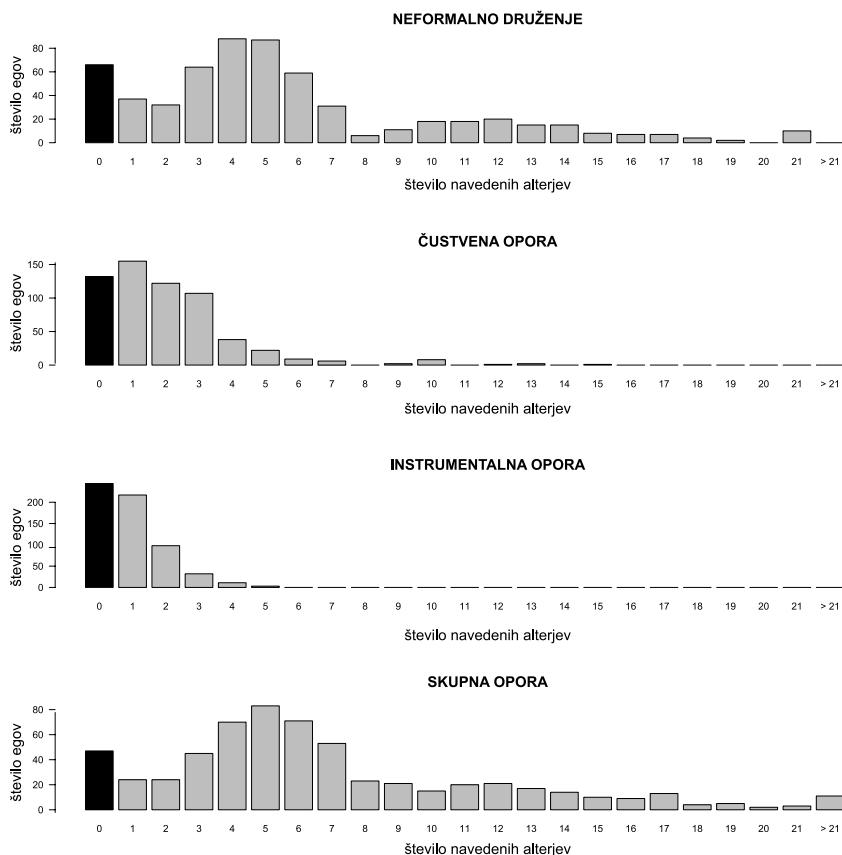 NEFORMALNO DRUŽENJE
število egov
80
60
40
20
0
0 1 2 3 4 5 6 7 8 9 10 11 12 13 14 15 16 17 18 19 20 21 > 21
število navedenih alterjev
ČUSTVENA OPORA
število egov
150
100
50
0
0 1 2 3 4 5 6 7 8 9 10 11 12 13 14 15 16 17 18 19 20 21 > 21
število navedenih alterjev
INSTRUMENTALNA OPORA
število egov
200
150
100
50
0
0 1 2 3 4 5 6 7 8 9 10 11 12 13 14 15 16 17 18 19 20 21 > 21
število navedenih alterjev
SKUPNA OPORA
število egov
80
60
40
20
0
0 1 2 3 4 5 6 7 8 9 10 11 12 13 14 15 16 17 18 19 20 21 > 21
število navedenih alterjev